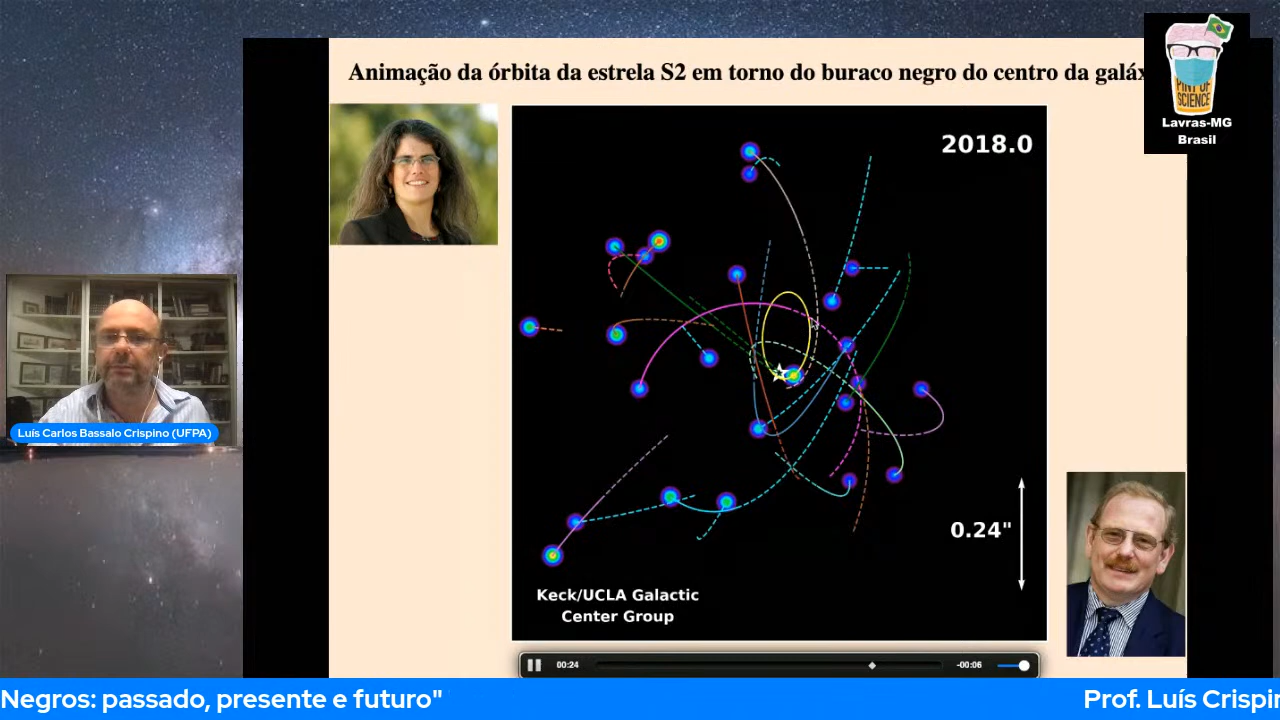 Animação da órbita da estrela S2 em torno do buraco negro do centro da galáx
PINT OF
SCIENCE
Lavras-MG
Brasil
2018.0
0.24"
Keck/UCLA Galactic
Center Group
Luís Carlos Bassalo Crispino (UFPA)
00:24
-00:06
Negros: passado, presente e futuro"
Prof. Luís Crispin